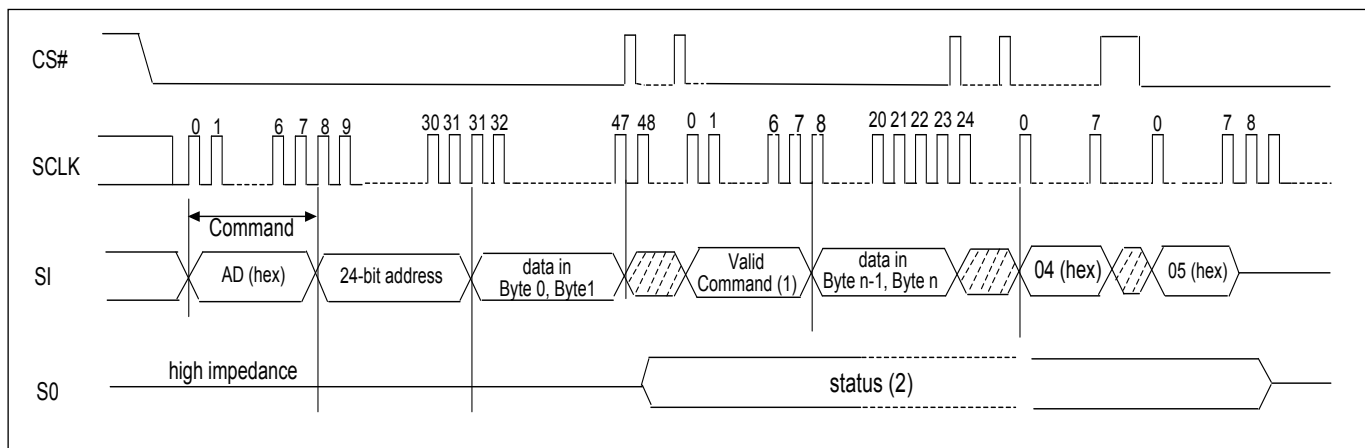 CS#
0 1 6 7 8 9 30 31 31 32 47 48 0 1 6 7 8 20 21 22 23 24 0 7 0 7 8
SCLK
Command
SI
AD (hex)
24-bit address
data in
Byte 0, Byte1
Valid
Command (1)
data in
Byte n-1, Byte n
04 (hex)
05 (hex)
high impedance
S0
status (2)